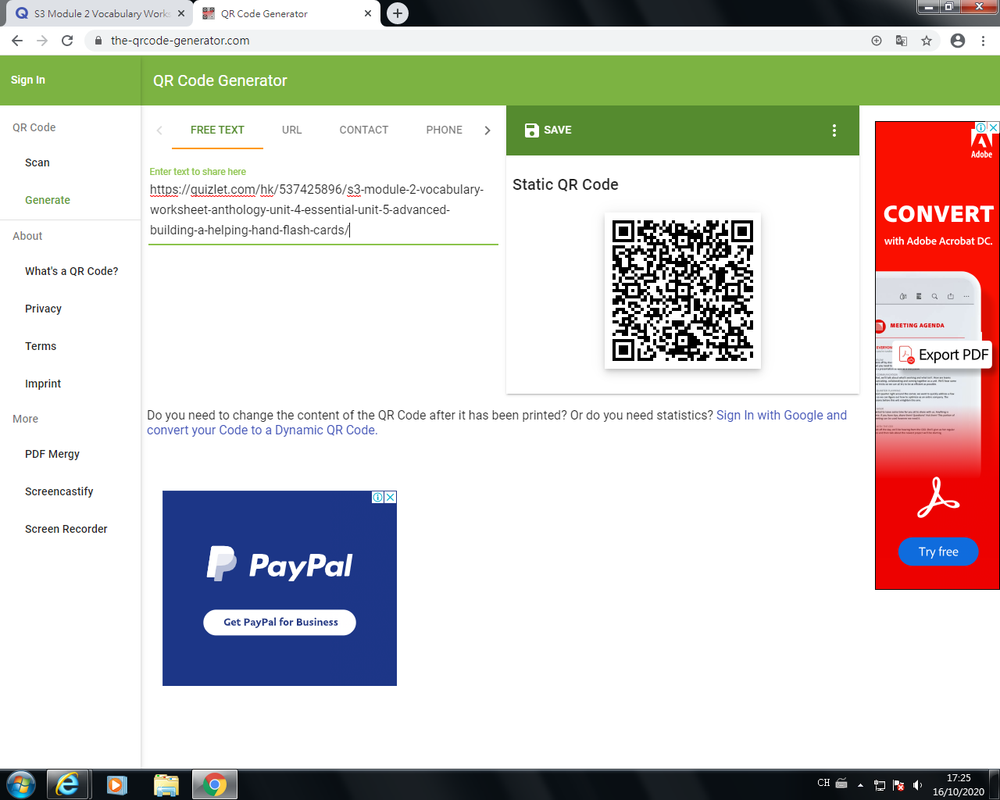 S3 Module 2 Vocabulary Works
QR Code Generator
the-qrcode-generator.com
Sign In
QR Code Generator
QR Code
Scan
Generate
About
What's a QR Code?
Privacy
Terms
Imprint
More
PDF Mergy
Screencastify
Screen Recorder
FREE TEXT
URL
CONTACT
PHONE
Enter text to share here
https://quizlet.com/hk/537425896/s3-module-2-vocabulary-
worksheet-anthology-unit-4-essential-unit-5-advanced-
building-a-helping-hand-flash-cards/
SAVE
Static QR Code
Do you need to change the content of the QR Code after it has been printed? Or do you need statistics? Sign In with Google and
convert your Code to a Dynamic QR Code.
PayPal
Get PayPal for Business
Adobe
CONVERT
with Adobe Acrobat DC.
MEETING AGENDA
Export PDF
Try free
CH
17:25
16/10/2020